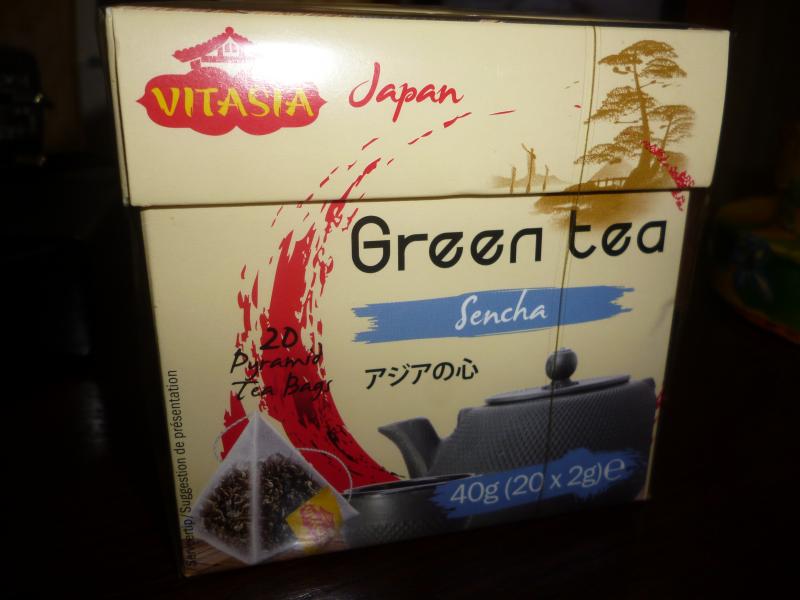 VITASIA
Japan
Green tea
Sencha
20
Pyramid
Tea Bags
アジアの心
40g (20 x 2g)e
Serveertip/Suggestion de présentation